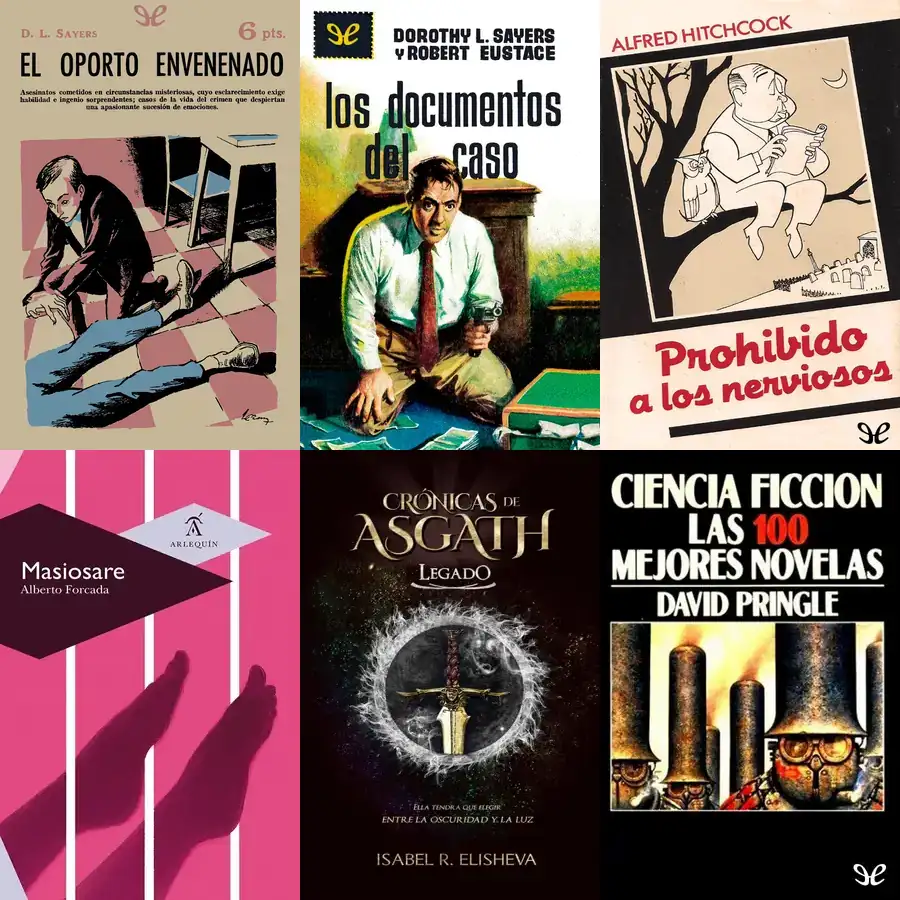 D. L. SAYERS
6 pts.
EL OPORTO ENVENENADO
Asesinatos cometidos en circunstancias misteriosas, cuyo esclarecimiento exige
habilidad e ingenio sorprendentes; casos de la vida del crimen que despiertan
una apasionante sucesión de emociones.
DOROTHY L. SAYERS
Y ROBERT EUSTACE
los documentos
del caso
ALFRED HITCHCOCK
Prohibido
a los nerviosos
ARLEQUÍN
Masiosare
Alberto Forcada
CRÓNICAS DE
ASGATH
LEGADO
ELLA TENDRA QUE ELEGIR
ENTRE LA OSCURIDAD Y LA LUZ
ISABEL R. ELISHEVA
CIENCIA FICCION
LAS 100
MEJORES NOVELAS
DAVID PRINGLE